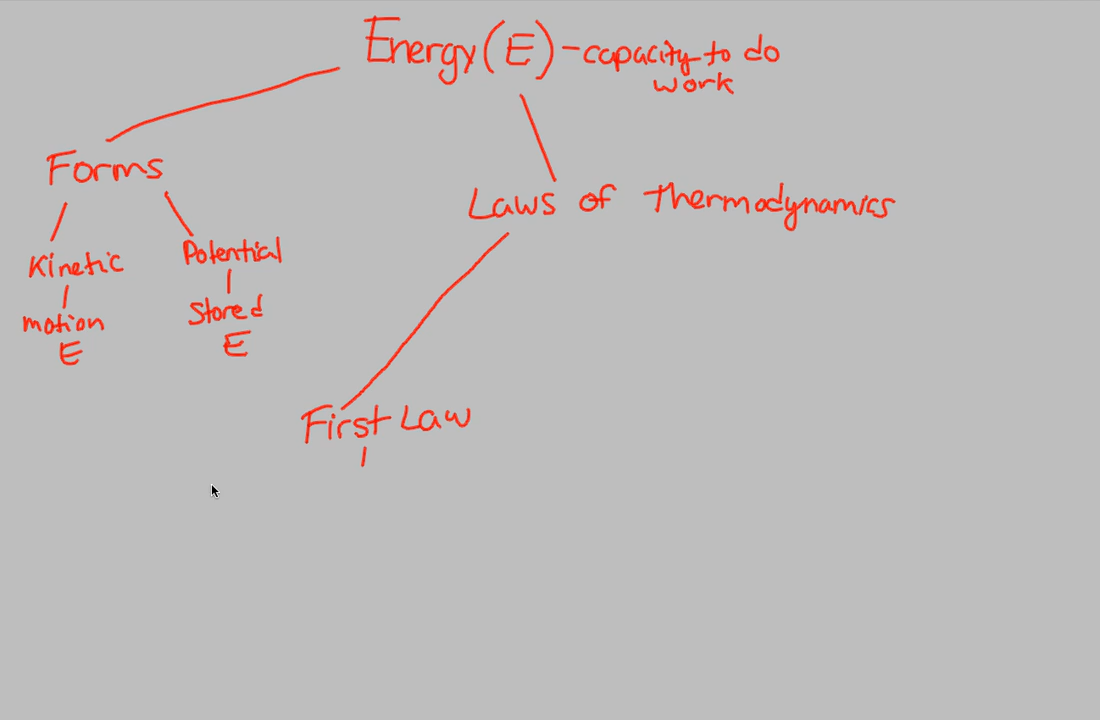 Energy (E) - capacity to do
work
Forms
Laws of Thermodynamics
Kinetic
Potential
motion
E
Stored
E
First Law